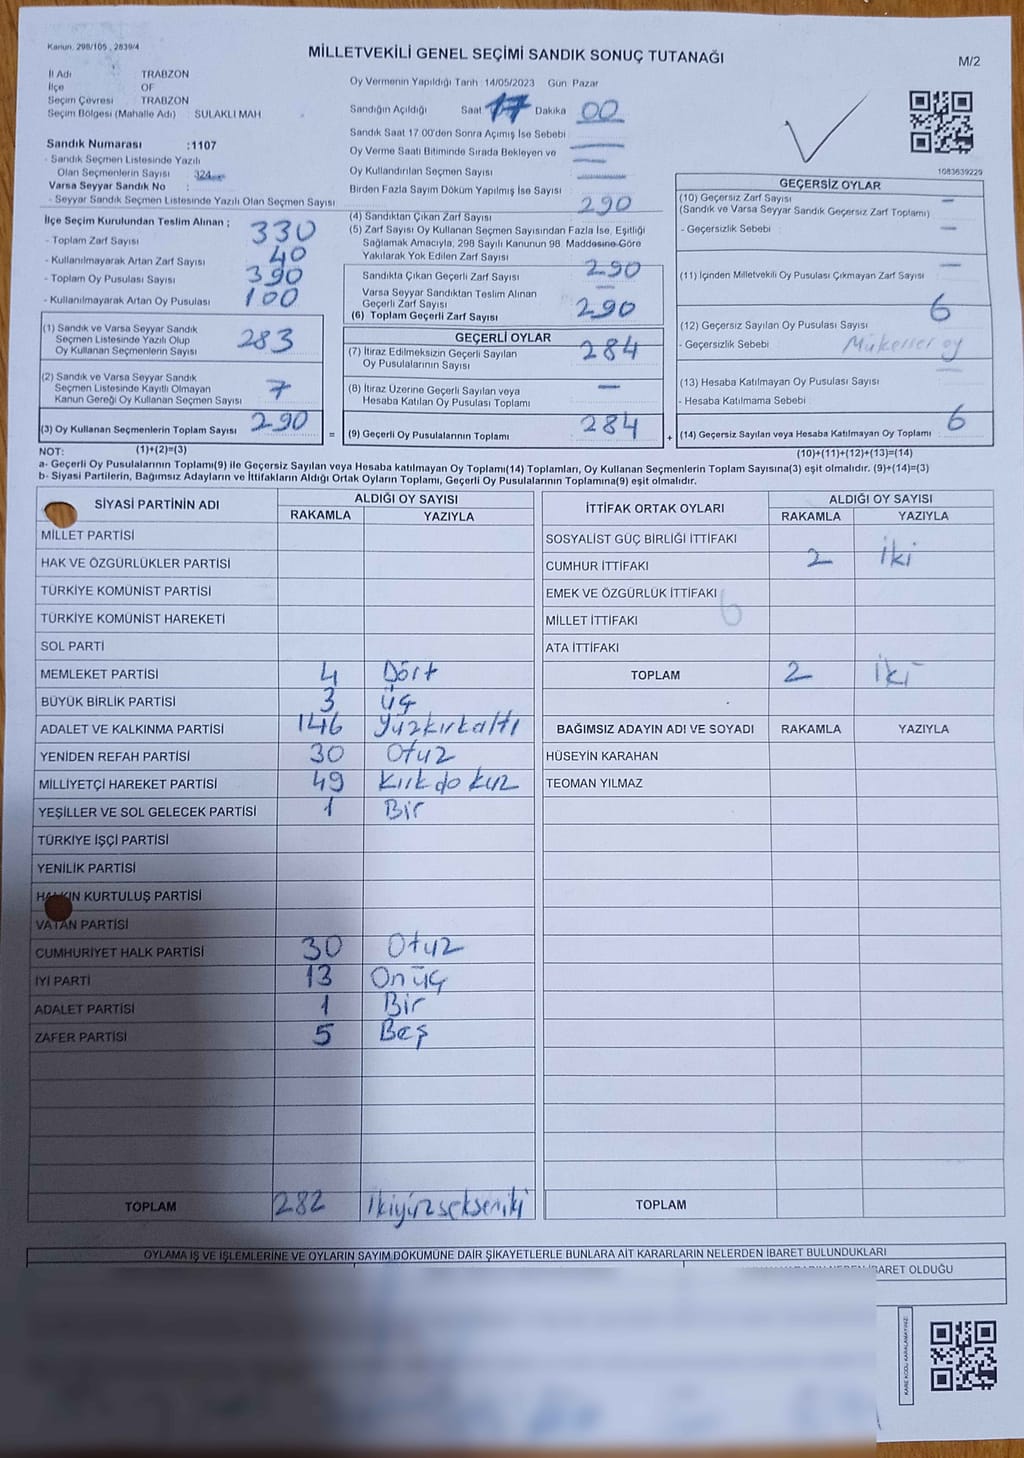 Kanun. 298/105 , 2839/4
MİLLETVEKİLİ GENEL SEÇİMİ SANDIK SONUÇ TUTANAĞI
M/2
İl Adı TRABZON
İlçe OF
Seçim Çevresi TRABZON
Seçim Bölgesi (Mahalle Adı) : SULAKLI MAH
Sandık Numarası :1107
- Sandık Seçmen Listesinde Yazılı
Olan Seçmenlerin Sayısı 324
Varsa Seyyar Sandık No :
- Seyyar Sandık Seçmen Listesinde Yazılı Olan Seçmen Sayısı
Oy Vermenin Yapıldığı Tarih 14/05/2023 Gün: Pazar
Sandığın Açıldığı Saat 17 Dakika 00
Sandık Saat 17.00'den Sonra Açımış İse Sebebi
Oy Verme Saati Bitiminde Sırada Bekleyen ve
Oy Kullandırılan Seçmen Sayısı
Birden Fazla Sayım Döküm Yapılmış İse Sayısı
1083639229
İlçe Seçim Kurulundan Teslim Alınan ;
- Toplam Zarf Sayısı 330
- Kullanılmayarak Artan Zarf Sayısı 40
- Toplam Oy Pusulası Sayısı 390
- Kullanılmayarak Artan Oy Pusulası 100
(1) Sandık ve Varsa Seyyar Sandık
Seçmen Listesinde Yazılı Olup
Oy Kullanan Seçmenlerin Sayısı 283
(2) Sandık ve Varsa Seyyar Sandık
Seçmen Listesinde Kayıtlı Olmayan
Kanun Gereği Oy Kullanan Seçmen Sayısı 7
(3) Oy Kullanan Seçmenlerin Toplam Sayısı 290
(1)+(2)=(3)
(4) Sandıktan Çıkan Zarf Sayısı 290
(5) Zarf Sayısı Oy Kullanan Seçmen Sayısından Fazla İse, Eşitliği
Sağlamak Amacıyla, 298 Sayılı Kanunun 98. Maddesine Göre
Yakılarak Yok Edilen Zarf Sayısı
Sandıkta Çıkan Geçerli Zarf Sayısı 290
Varsa Seyyar Sandıktan Teslim Alınan
Geçerli Zarf Sayısı
(6) Toplam Geçerli Zarf Sayısı 290
GEÇERLİ OYLAR
(7) İtiraz Edilmeksizin Geçerli Sayılan
Oy Pusulalarının Sayısı 284
(8) İtiraz Üzerine Geçerli Sayılan veya
Hesaba Katılan Oy Pusulası Toplamı —
= (9) Geçerli Oy Pusulalarının Toplamı 284
GEÇERSİZ OYLAR
(10) Geçersiz Zarf Sayısı —
(Sandık ve Varsa Seyyar Sandık Geçersiz Zarf Toplamı)
- Geçersizlik Sebebi : —
(11) İçinden Milletvekili Oy Pusulası Çıkmayan Zarf Sayısı —
(12) Geçersiz Sayılan Oy Pusulası Sayısı 6
- Geçersizlik Sebebi : Mükerrer oy
(13) Hesaba Katılmayan Oy Pusulası Sayısı —
- Hesaba Katılmama Sebebi
+ (14) Geçersiz Sayılan veya Hesaba Katılmayan Oy Toplamı 6
(10)+(11)+(12)+(13)=(14)
NOT:
a- Geçerli Oy Pusulalarının Toplamı(9) ile Geçersiz Sayılan veya Hesaba katılmayan Oy Toplamı(14) Toplamları, Oy Kullanan Seçmenlerin Toplam Sayısına(3) eşit olmalıdır. (9)+(14)=(3)
b- Siyasi Partilerin, Bağımsız Adayların ve İttifakların Aldığı Ortak Oyların Toplamı, Geçerli Oy Pusulalarının Toplamına(9) eşit olmalıdır.
SİYASİ PARTİNİN ADI ALDIĞI OY SAYISI
RAKAMLA YAZIYLA
MİLLET PARTİSİ
HAK VE ÖZGÜRLÜKLER PARTİSİ
TÜRKİYE KOMÜNİST PARTİSİ
TÜRKİYE KOMÜNİST HAREKETİ
SOL PARTİ
MEMLEKET PARTİSİ 4 Dört
BÜYÜK BİRLİK PARTİSİ 3 üç
ADALET VE KALKINMA PARTİSİ 146 Yüzkırkaltı
YENİDEN REFAH PARTİSİ 30 Otuz
MİLLİYETÇİ HAREKET PARTİSİ 49 Kırkdokuz
YEŞİLLER VE SOL GELECEK PARTİSİ 1 Bir
TÜRKİYE İŞÇİ PARTİSİ
YENİLİK PARTİSİ
HALKIN KURTULUŞ PARTİSİ
VATAN PARTİSİ
CUMHURİYET HALK PARTİSİ 30 Otuz
İYİ PARTİ 13 Onüç
ADALET PARTİSİ 1 Bir
ZAFER PARTİSİ 5 Beş
TOPLAM 282 ikiyüzsekseniki
İTTİFAK ORTAK OYLARI ALDIĞI OY SAYISI
RAKAMLA YAZIYLA
SOSYALİST GÜÇ BİRLİĞİ İTTİFAKI
CUMHUR İTTİFAKI 2 iki
EMEK VE ÖZGÜRLÜK İTTİFAKI
MİLLET İTTİFAKI 6
ATA İTTİFAKI
TOPLAM 2 iki
BAĞIMSIZ ADAYIN ADI VE SOYADI RAKAMLA YAZIYLA
HÜSEYİN KARAHAN
TEOMAN YILMAZ
TOPLAM
OYLAMA İŞ VE İŞLEMLERİNE VE OYLARIN SAYIM DÖKÜMÜNE DAİR ŞİKAYETLERLE BUNLARA AİT KARARLARIN NELERDEN İBARET BULUNDUKLARI
İBARET OLDUĞU
KARE KODU KARALAMAYINIZ